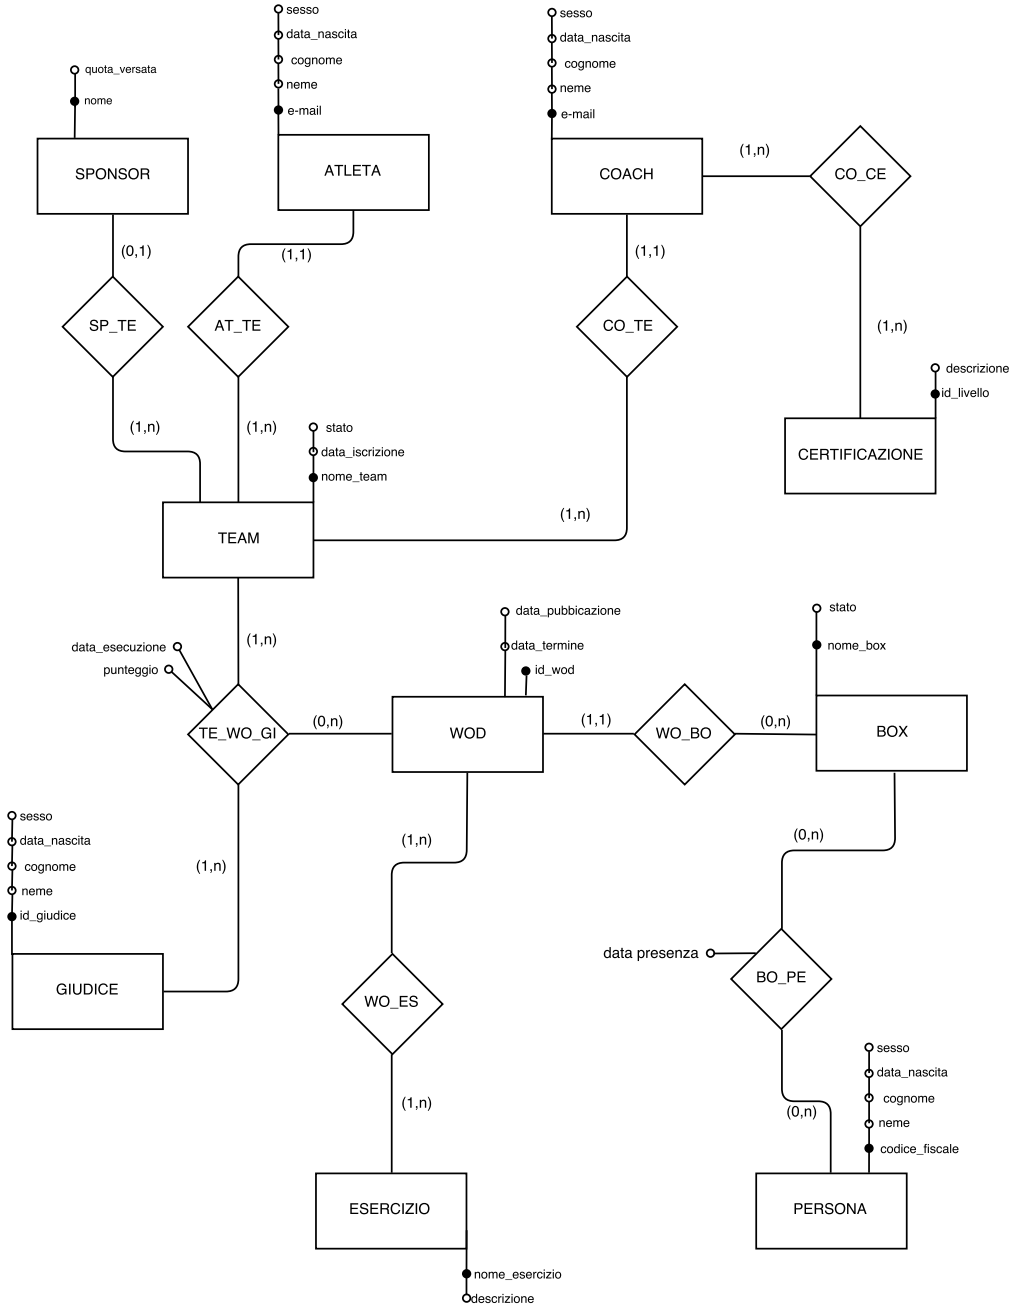 sesso
data_nascita
cognome
neme
e-mail
sesso
data_nascita
cognome
neme
e-mail
quota_versata
nome
SPONSOR
ATLETA
COACH
(1,n)
CO_CE
(0,1)
(1,1)
(1,1)
SP_TE
AT_TE
CO_TE
(1,n)
descrizione
id_livello
(1,n)
(1,n)
stato
data_iscrizione
nome_team
CERTIFICAZIONE
(1,n)
TEAM
data_esecuzione
punteggio
(1,n)
data_pubbicazione
data_termine
id_wod
stato
nome_box
TE_WO_GI
(0,n)
WOD
(1,1)
WO_BO
(0,n)
BOX
sesso
data_nascita
cognome
neme
id_giudice
(1,n)
(1,n)
(0,n)
GIUDICE
WO_ES
data presenza
BO_PE
(1,n)
(0,n)
sesso
data_nascita
cognome
neme
codice_fiscale
ESERCIZIO
PERSONA
nome_esercizio
descrizione